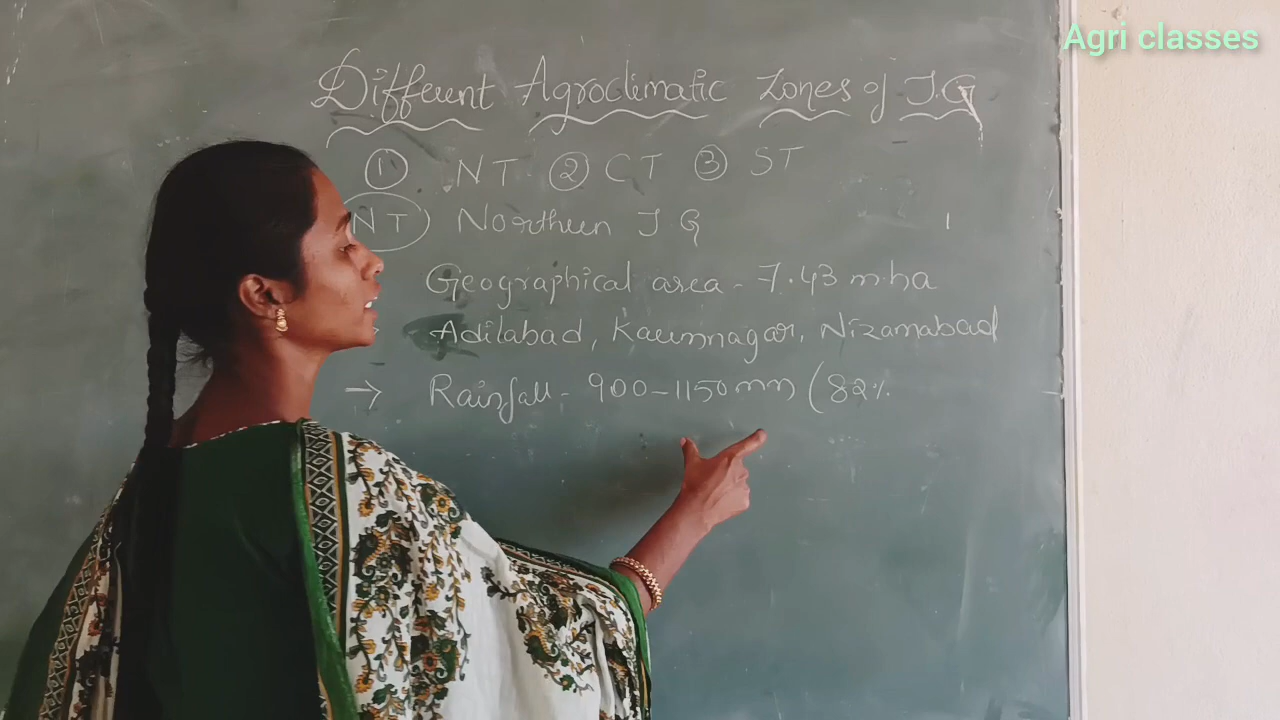 Agri classes
Different Agroclimatic Zones of T.G
① NT ② CT ③ ST
NT Northern T G
Geographical area - 7.43 m.ha
Adilabad, Karimnagar, Nizamabad
→ Rainfall - 900-1150 mm (82%